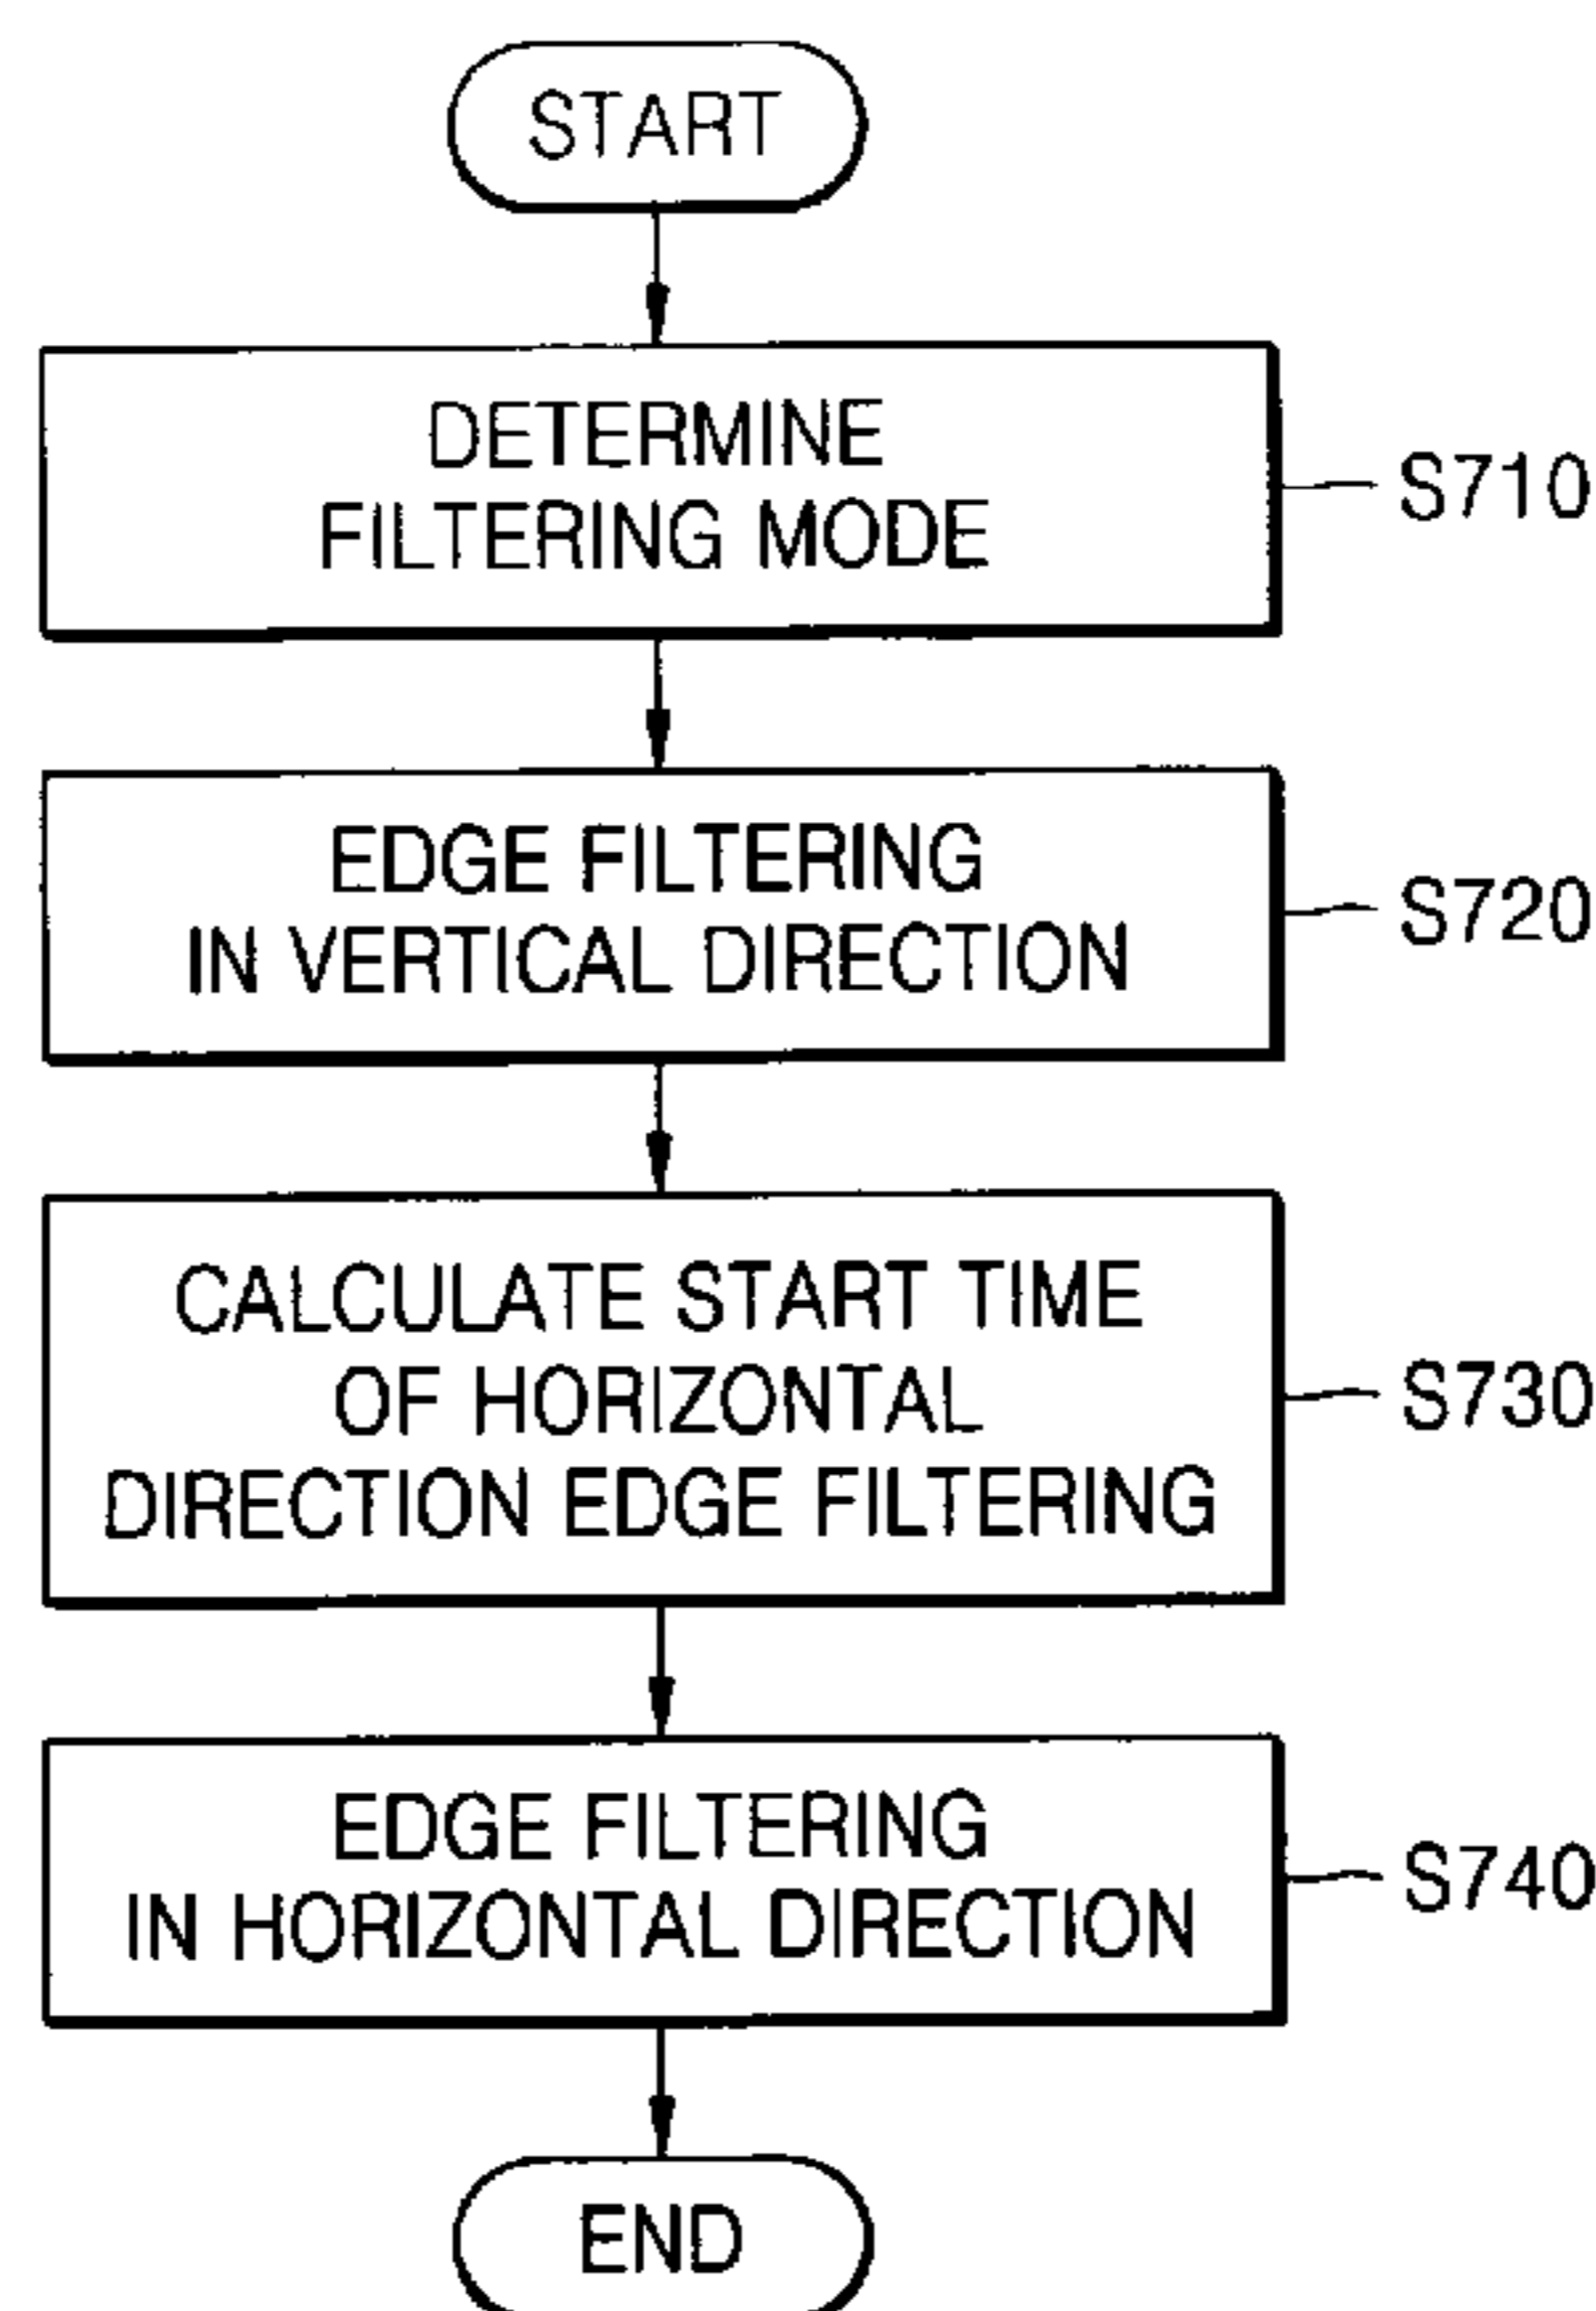 START
DETERMINE
FILTERING MODE
S710
EDGE FILTERING
IN VERTICAL DIRECTION
S720
CALCULATE START TIME
OF HORIZONTAL
DIRECTION EDGE FILTERING
S730
EDGE FILTERING
IN HORIZONTAL DIRECTION
S740
END